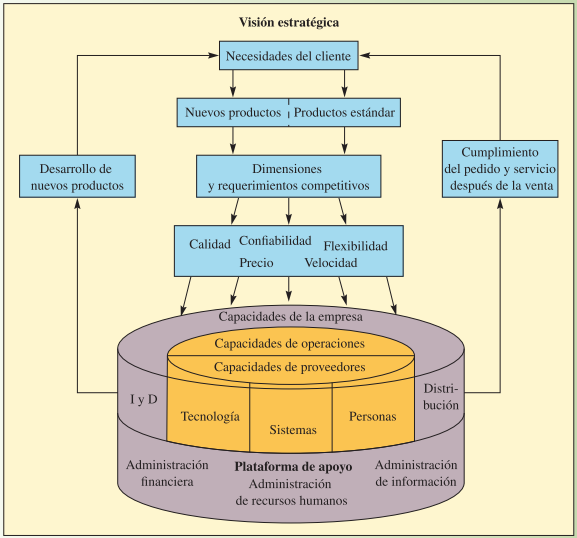 Visión estratégica
Necesidades del cliente
Nuevos productos
Productos estándar
Desarrollo de
nuevos productos
Dimensiones
y requerimientos competitivos
Cumplimiento
del pedido y servicio
después de la venta
Calidad
Confiabilidad
Flexibilidad
Precio
Velocidad
Capacidades de la empresa
Capacidades de operaciones
Capacidades de proveedores
I y D
Tecnología
Sistemas
Personas
Distri-
bución
Administración
financiera
Plataforma de apoyo
Administración
de recursos humanos
Administración
de información